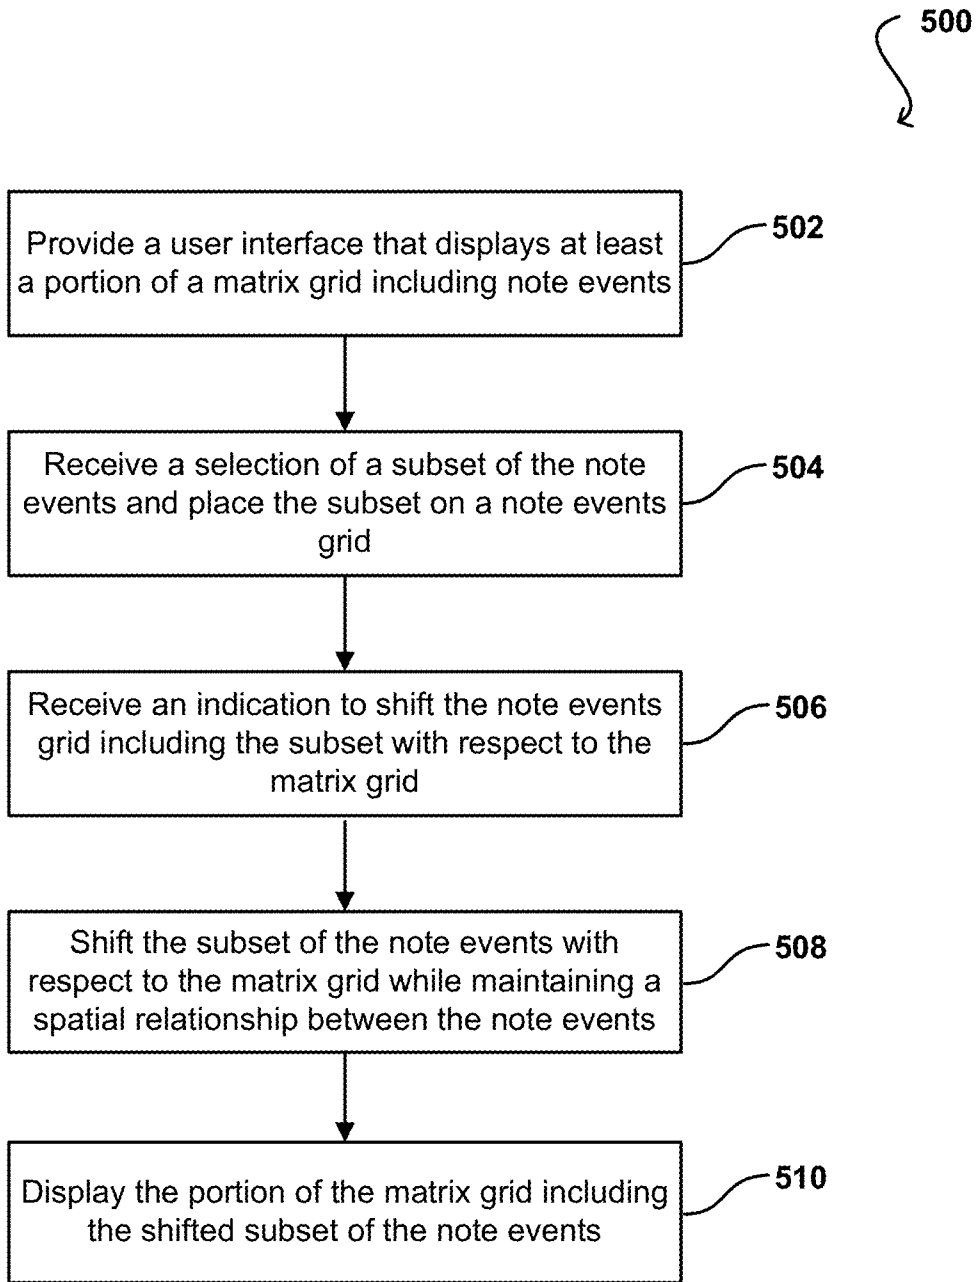 500
Provide a user interface that displays at least
a portion of a matrix grid including note events
502
Receive a selection of a subset of the note
events and place the subset on a note events
grid
504
Receive an indication to shift the note events
grid including the subset with respect to the
matrix grid
506
Shift the subset of the note events with
respect to the matrix grid while maintaining a
spatial relationship between the note events
508
Display the portion of the matrix grid including
the shifted subset of the note events
510